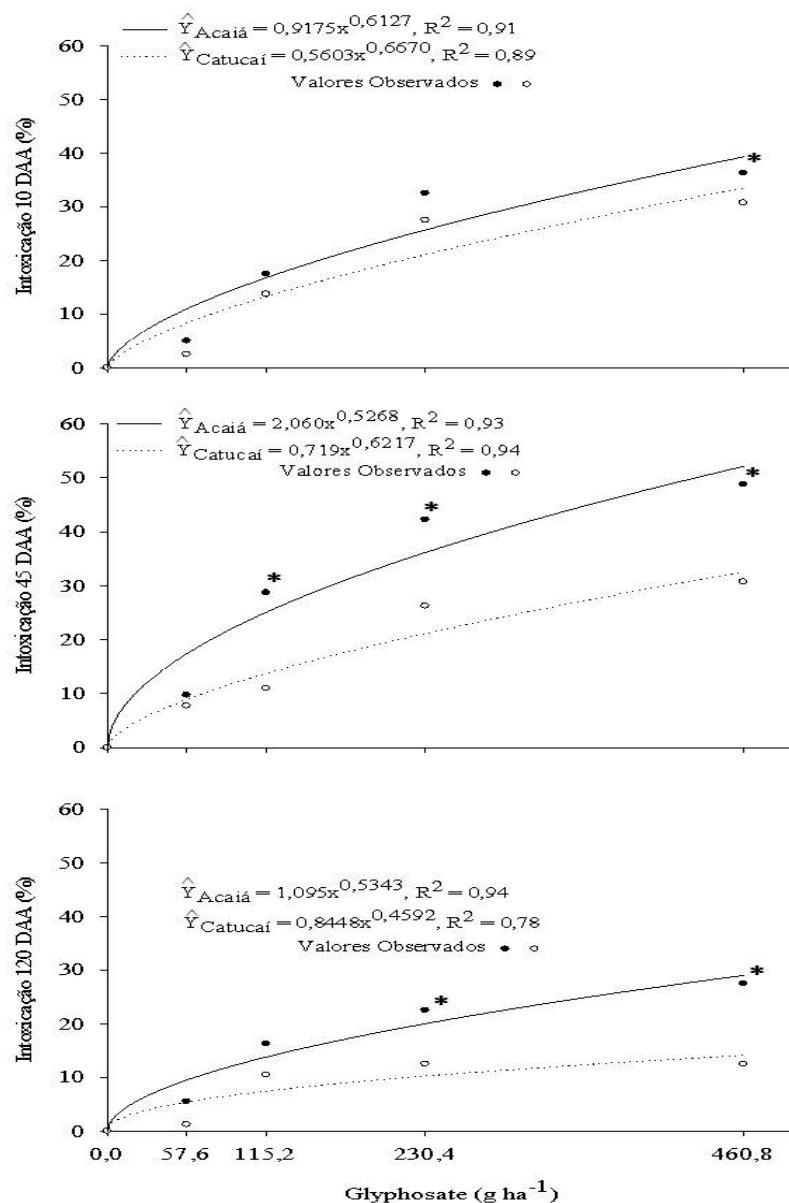 Ŷ Acaiá = 0,9175x^0,6127, R² = 0,91
Ŷ Catucaí = 0,5603x^0,6670, R² = 0,89
Valores Observados ● ○
60
50
40
30
20
10
0
Intoxicação 10 DAA (%)
*
Ŷ Acaiá = 2,060x^0,5268, R² = 0,93
Ŷ Catucaí = 0,719x^0,6217, R² = 0,94
Valores Observados ● ○
60
50
40
30
20
10
0
Intoxicação 45 DAA (%)
* * *
Ŷ Acaiá = 1,095x^0,5343, R² = 0,94
Ŷ Catucaí = 0,8448x^0,4592, R² = 0,78
Valores Observados ● ○
60
50
40
30
20
10
0
Intoxicação 120 DAA (%)
* *
0,0 57,6 115,2 230,4 460,8
Glyphosate (g ha⁻¹)